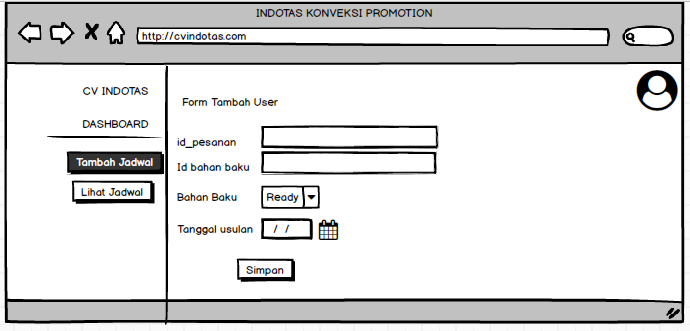 INDOTAS KONVEKSI PROMOTION
http://cvindotas.com
CV INDOTAS
DASHBOARD
Tambah Jadwal
Lihat Jadwal
Form Tambah User
id_pesanan
Id bahan baku
Bahan Baku
Ready
Tanggal usulan
/ /
Simpan